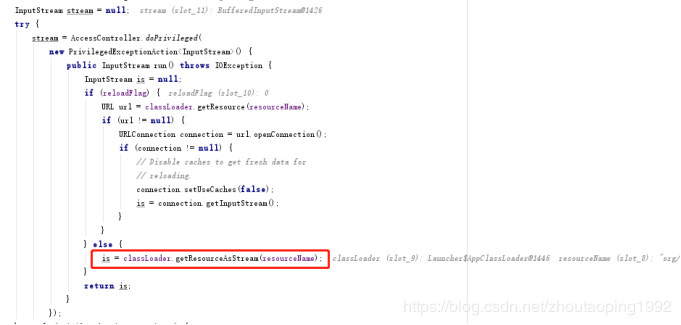 InputStream stream = null; stream (slot_11): BufferedInputStream@1426
try {
stream = AccessController.doPrivileged(
new PrivilegedExceptionAction<InputStream>() {
public InputStream run() throws IOException {
InputStream is = null;
if (reloadFlag) { reloadFlag (slot_10): 0
URL url = classLoader.getResource(resourceName);
if (url != null) {
URLConnection connection = url.openConnection();
if (connection != null) {
// Disable caches to get fresh data for
// reloading.
connection.setUseCaches(false);
is = connection.getInputStream();
}
}
} else {
is = classLoader.getResourceAsStream(resourceName); classLoader (slot_9): Launcher$AppClassLoader@1446 resourceName (slot_8): "org/
}
return is;
}
});
https://blog.csdn.net/zhoutaoping1992